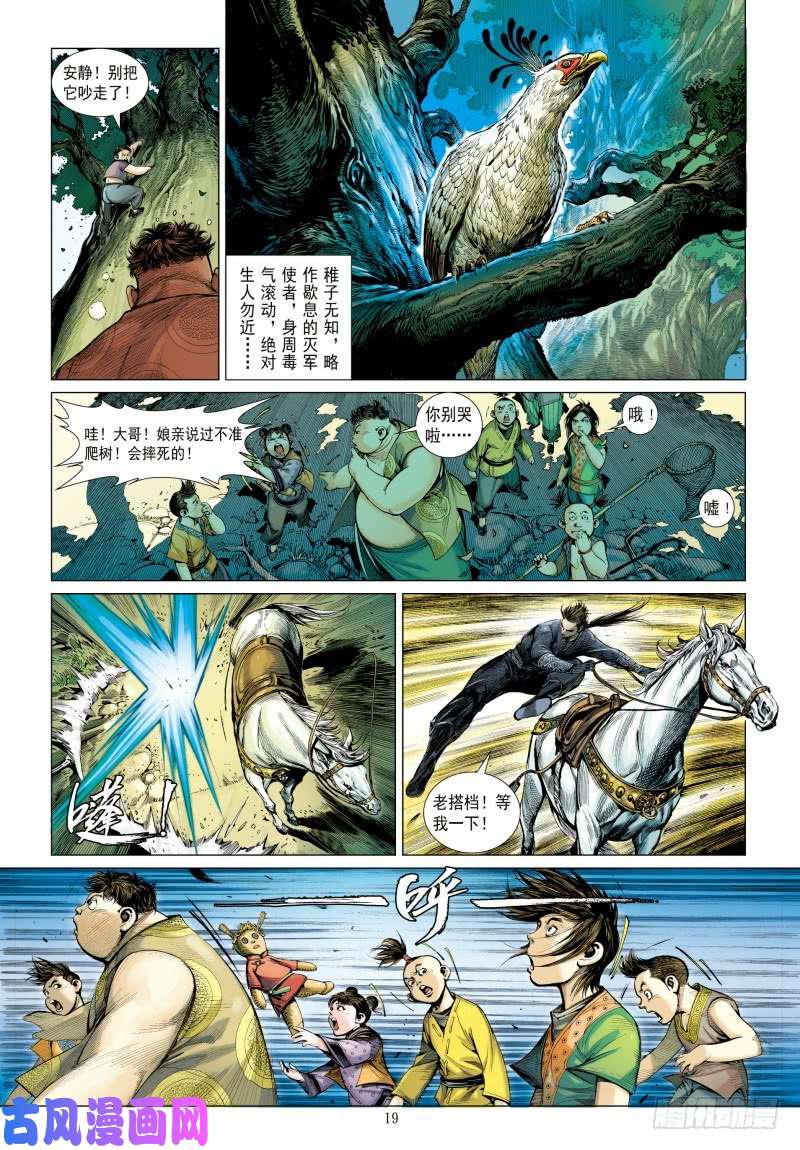 安静！别把
它吵走了！
稚子无知，略
作歇息的灭军
使者，身周毒
气滚动，绝对
生人勿近……
哇！大哥！娘亲说过不准
爬树！会摔死的！
你别哭
啦……
哦！
嘘！
老搭档！等
我一下！
呼
19
古风漫画网